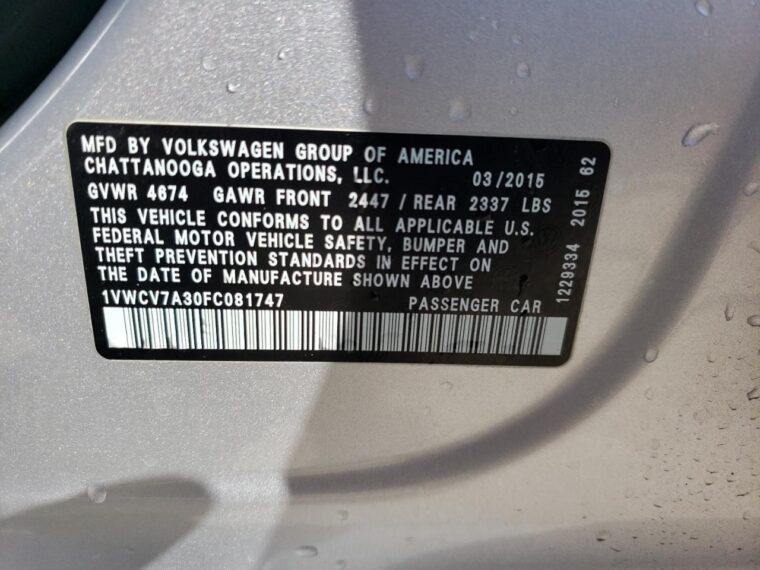 MFD BY VOLKSWAGEN GROUP OF AMERICA
CHATTANOOGA OPERATIONS, LLC. 03/2015
GVWR 4674 GAWR FRONT 2447 / REAR 2337 LBS
THIS VEHICLE CONFORMS TO ALL APPLICABLE U.S.
FEDERAL MOTOR VEHICLE SAFETY, BUMPER AND
THEFT PREVENTION STANDARDS IN EFFECT ON
THE DATE OF MANUFACTURE SHOWN ABOVE
1VWCV7A30FC081747 PASSENGER CAR
1229334 2015 62